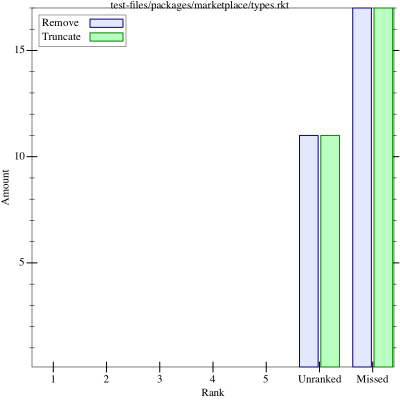 test-files/packages/marketplace/types.rkt
Remove
Truncate
15
10
5
Amount
1 2 3 4 5 Unranked Missed
Rank